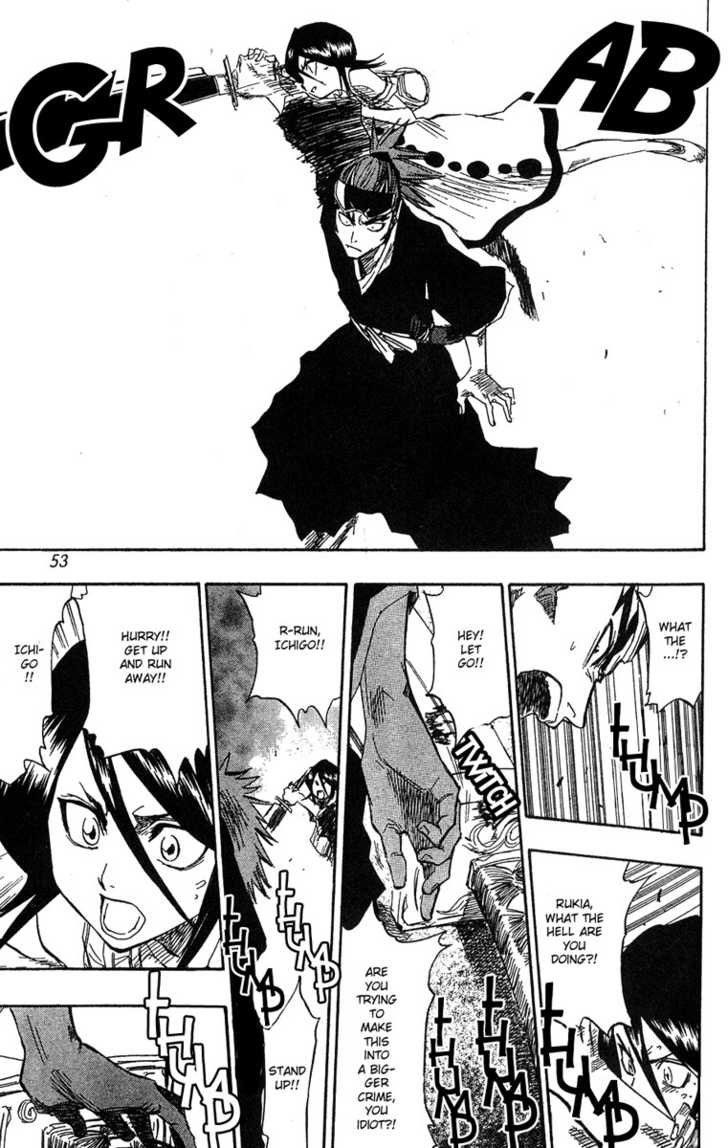 GR
AB
53
WHAT
THE
...!?
THUMP
RUKIA,
WHAT THE
HELL ARE
YOU
DOING?!
THUMP
HEY!
LET
GO!!
TWITCH
ARE
YOU
TRYING
TO
MAKE
THIS
INTO
A BIG-
GER
CRIME,
YOU
IDIOT?!
THUMP
THUMP
R-RUN,
ICHIGO!!
THUMP
THUMP
STAND
UP!!
HURRY!!
GET UP
AND RUN
AWAY!!
ICHI-
GO
!!
THUMP